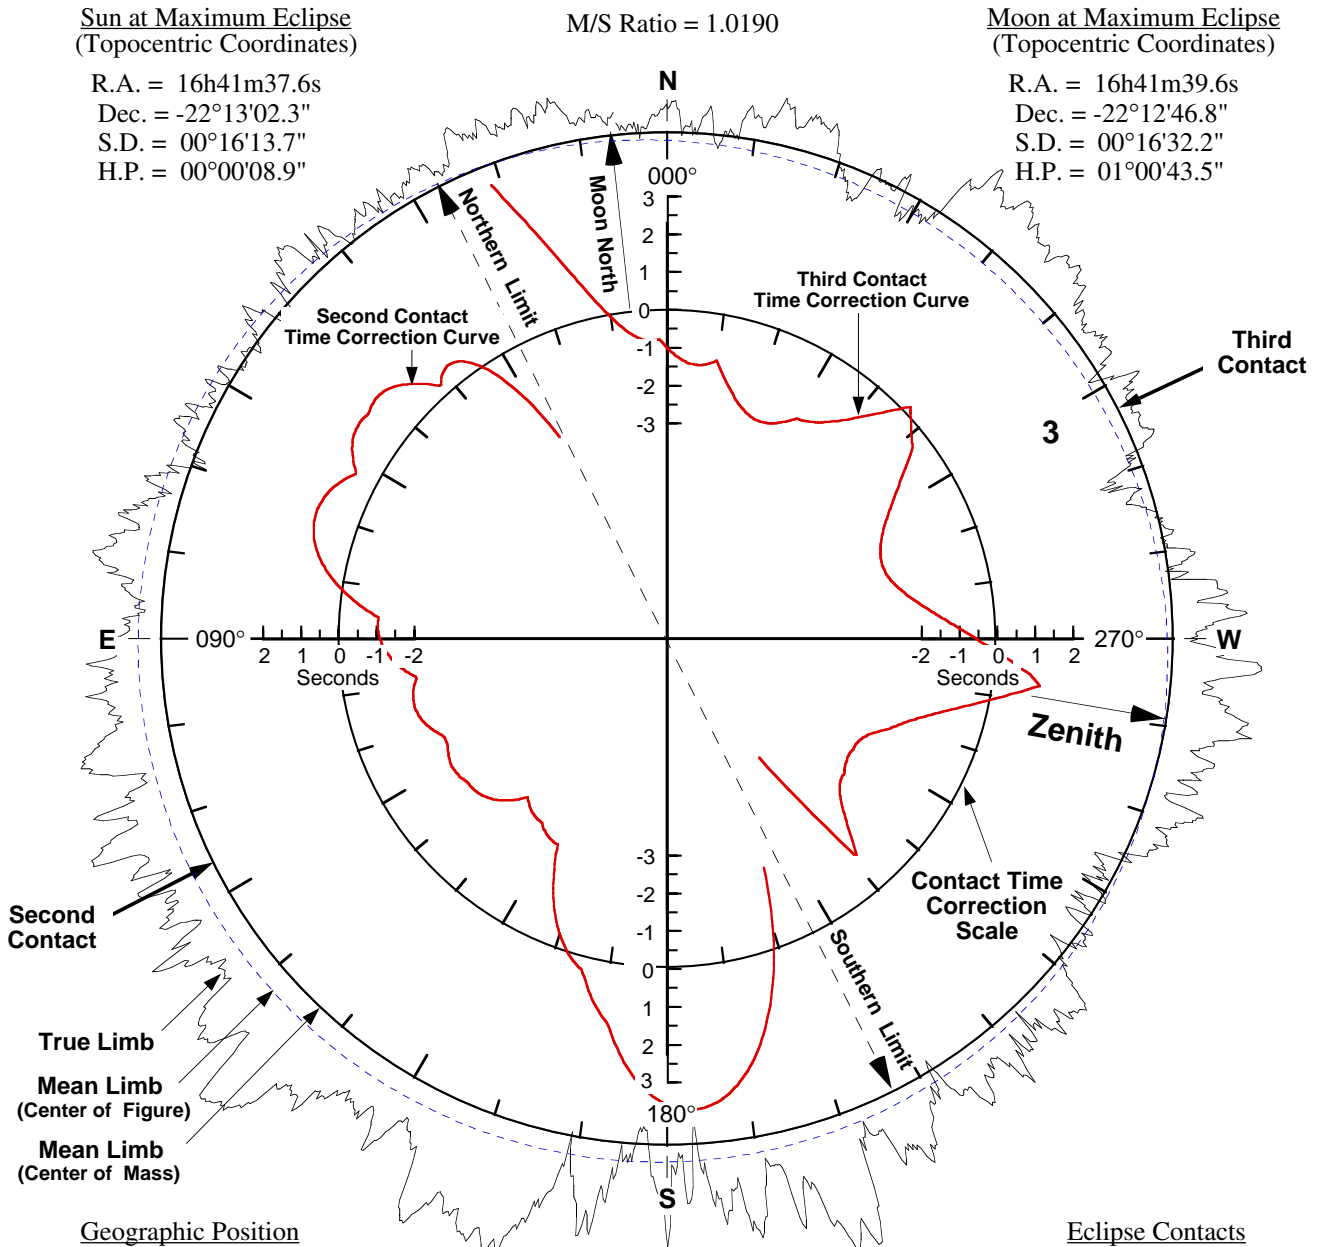 Sun at Maximum Eclipse
(Topocentric Coordinates)
R.A. = 16h41m37.6s
Dec. = -22°13'02.3"
S.D. = 00°16'13.7"
H.P. = 00°00'08.9"
M/S Ratio = 1.0190
Moon at Maximum Eclipse
(Topocentric Coordinates)
R.A. = 16h41m39.6s
Dec. = -22°12'46.8"
S.D. = 00°16'32.2"
H.P. = 01°00'43.5"
N
000°
3
2
1
0
-1
-2
-3
Northern Limit
Moon North
Second Contact
Time Correction Curve
Third Contact
Time Correction Curve
Third
Contact
3
E
090°
2 1 0 -1 -2
Seconds
-2 -1 0 1 2
Seconds
270°
W
Zenith
-3
-2
-1
0
1
2
3
180°
S
Southern Limit
Contact Time
Correction
Scale
Second
Contact
True Limb
Mean Limb
(Center of Figure)
Mean Limb
(Center of Mass)
Geographic Position
Eclipse Contacts